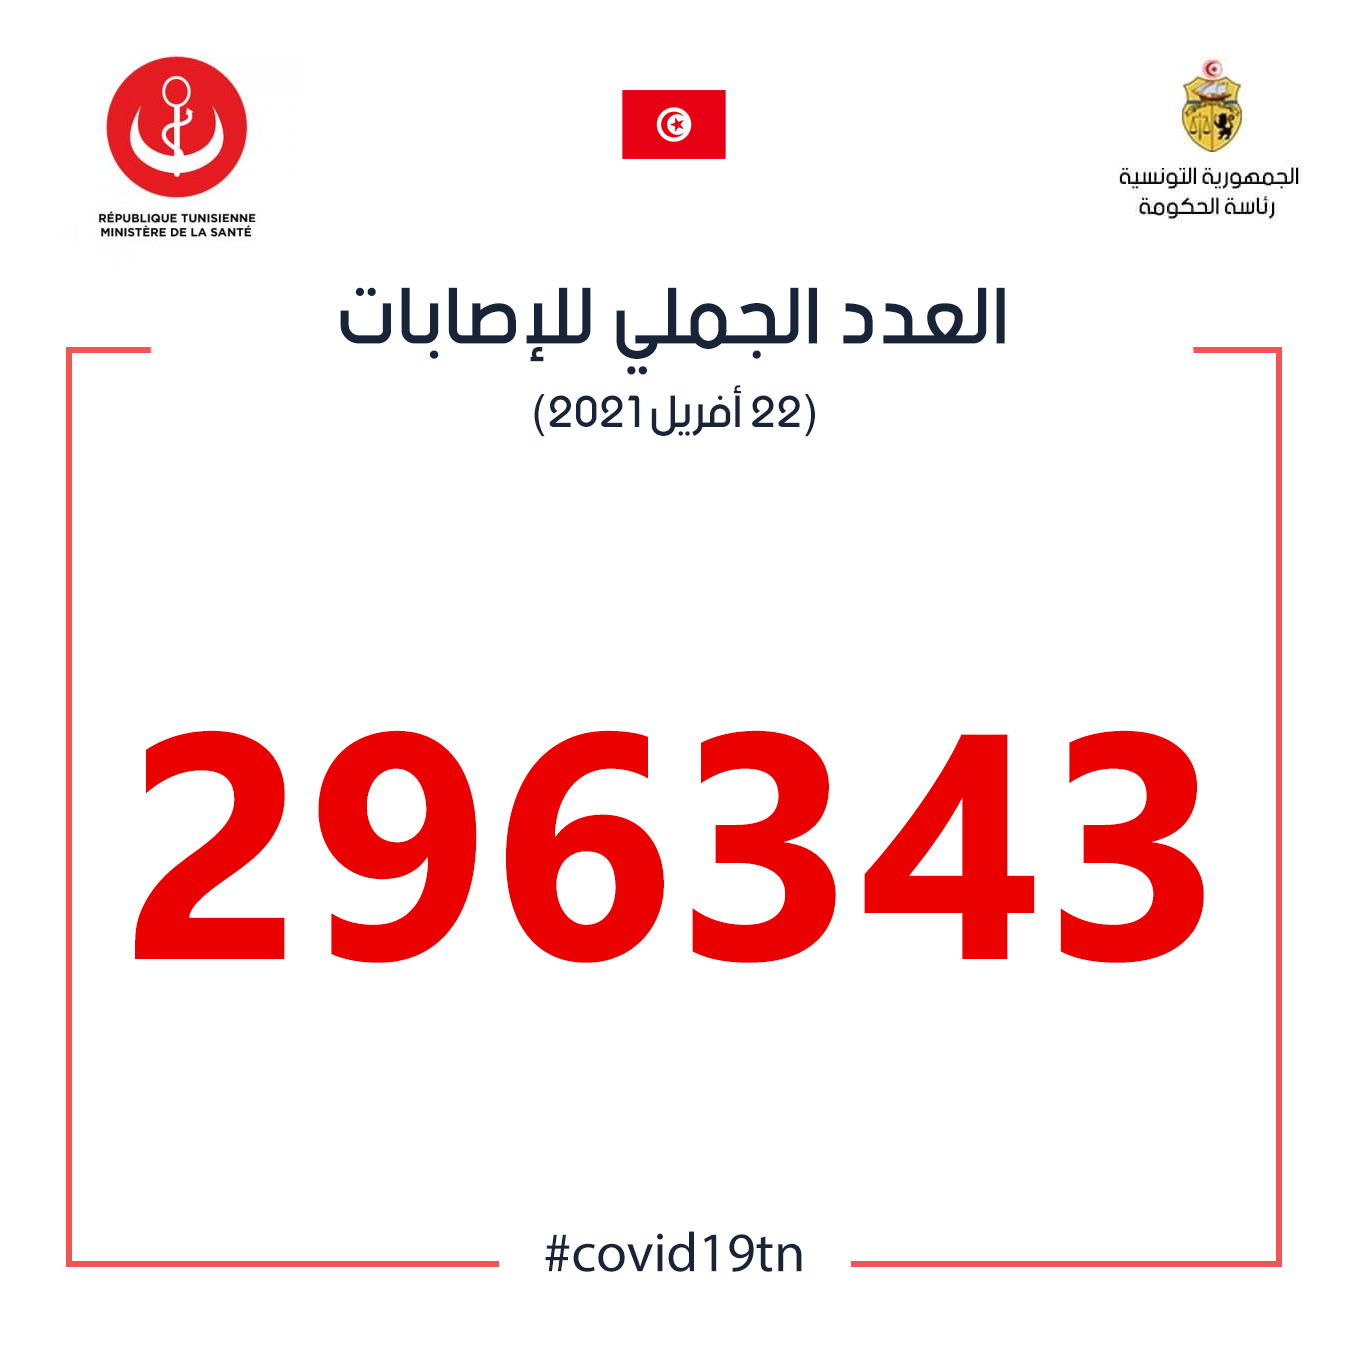 RÉPUBLIQUE TUNISIENNE
MINISTÈRE DE LA SANTÉ
الجمهورية التونسية
رئاسة الحكومة
العدد الجملي للإصابات
(22 أفريل 2021)
296343
#covid19tn